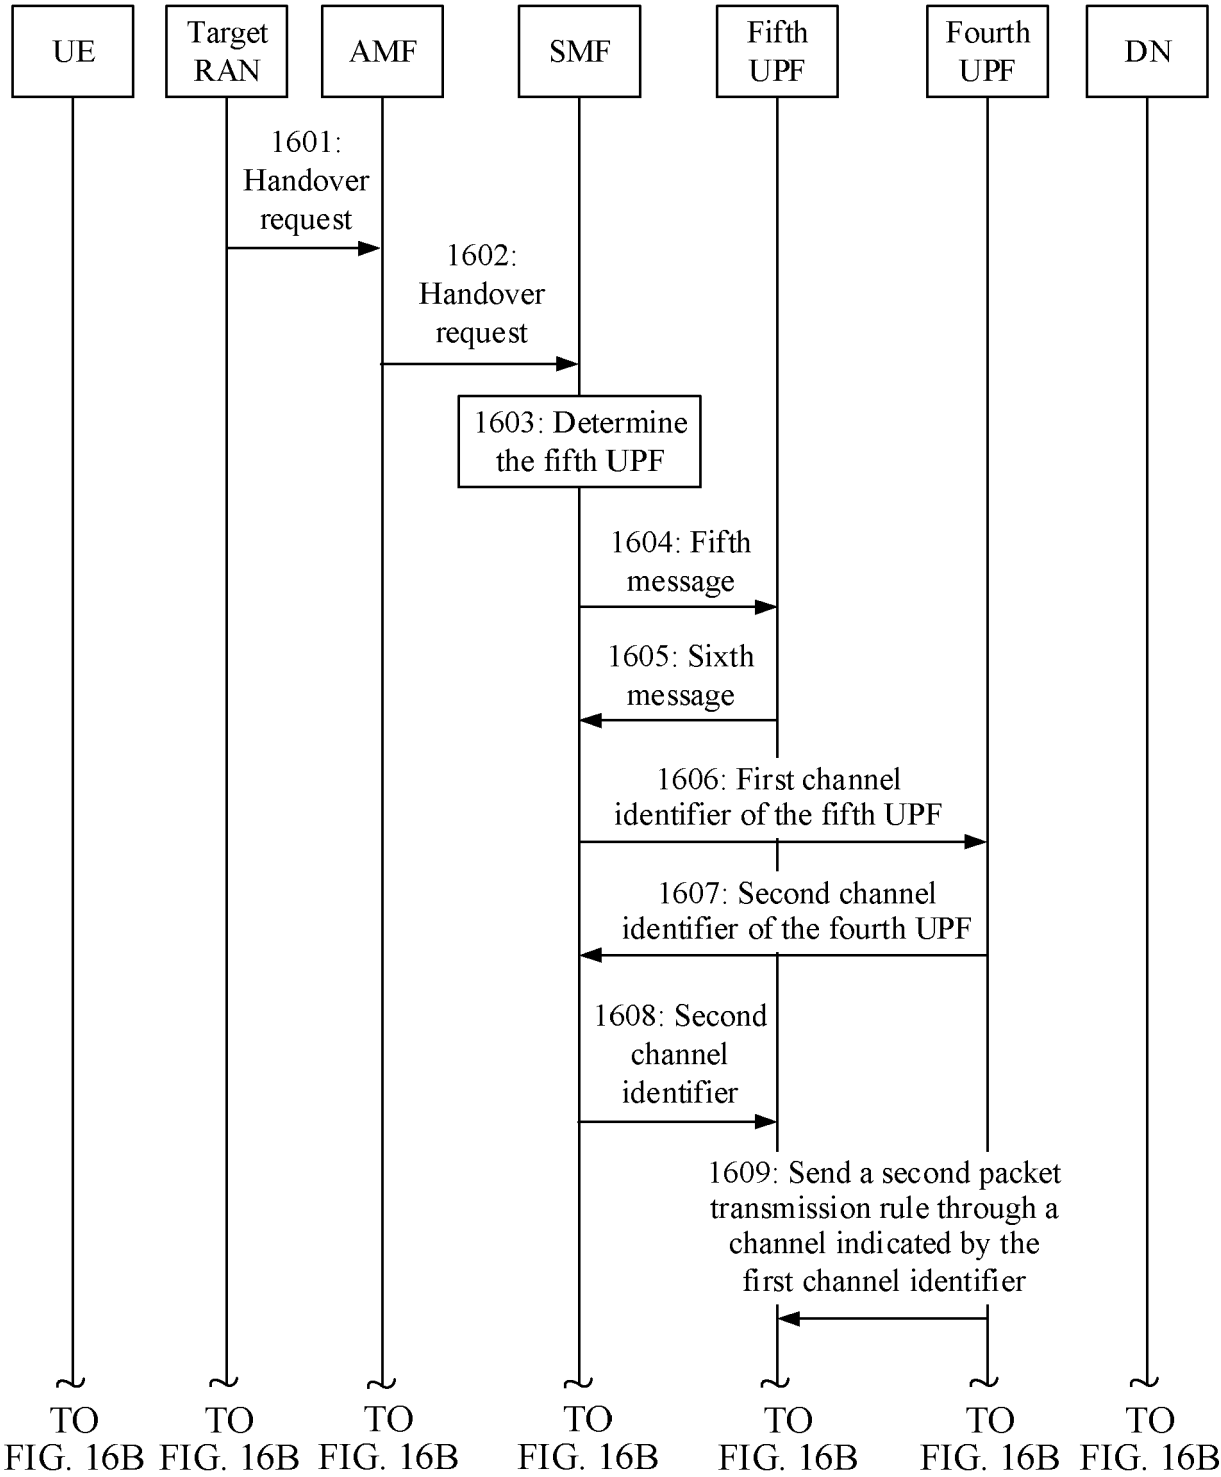 UE
Target
RAN
AMF
SMF
Fifth
UPF
Fourth
UPF
DN
1601:
Handover
request
1602:
Handover
request
1603: Determine
the fifth UPF
1604: Fifth
message
1605: Sixth
message
1606: First channel
identifier of the fifth UPF
1607: Second channel
identifier of the fourth UPF
1608: Second
channel
identifier
1609: Send a second packet
transmission rule through a
channel indicated by the
first channel identifier
TO
FIG. 16B
TO
FIG. 16B
TO
FIG. 16B
TO
FIG. 16B
TO
FIG. 16B
TO
FIG. 16B
TO
FIG. 16B